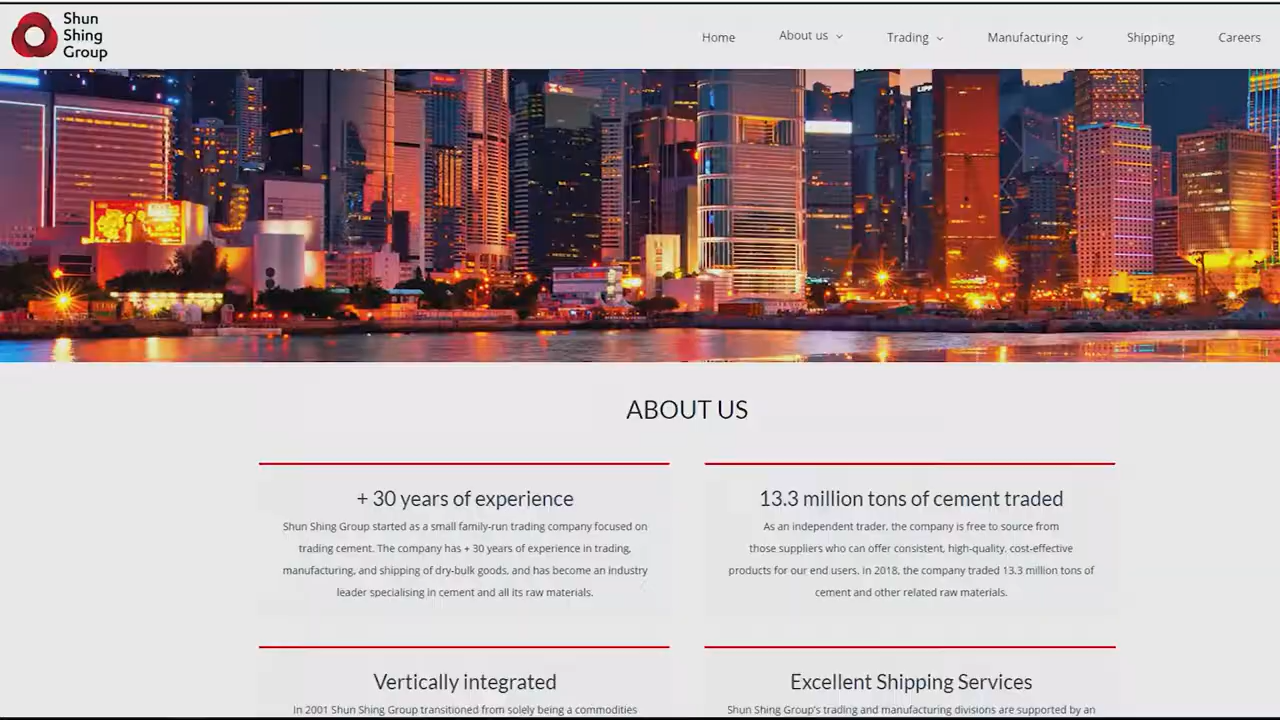 Shun
Shing
Group
Home
About us
Trading
Manufacturing
Shipping
Careers
ABOUT US
+ 30 years of experience
Shun Shing Group started as a small family-run trading company focused on
trading cement. The company has + 30 years of experience in trading,
manufacturing, and shipping of dry-bulk goods, and has become an industry
leader specialising in cement and all its raw materials.
13.3 million tons of cement traded
As an independent trader, the company is free to source from
those suppliers who can offer consistent, high-quality, cost-effective
products for our end users. in 2018, the company traded 13.3 million tons of
cement and other related raw materials.
Vertically integrated
In 2001 Shun Shing Group transitioned from solely being a commodities
Excellent Shipping Services
Shun Shing Group's trading and manufacturing divisions are supported by an